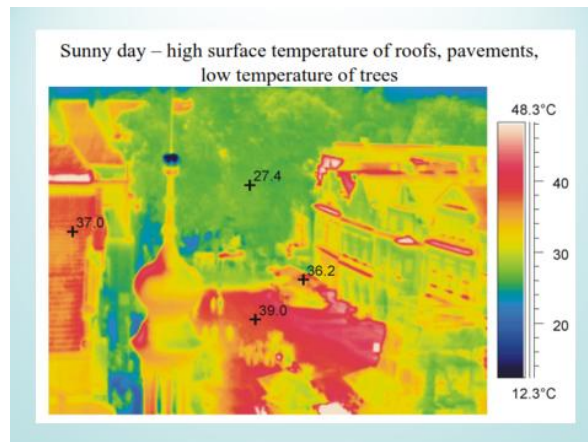 Sunny day – high surface temperature of roofs, pavements,
low temperature of trees
48.3°C
27.4
40
37.0
30
36.2
39.0
20
12.3°C